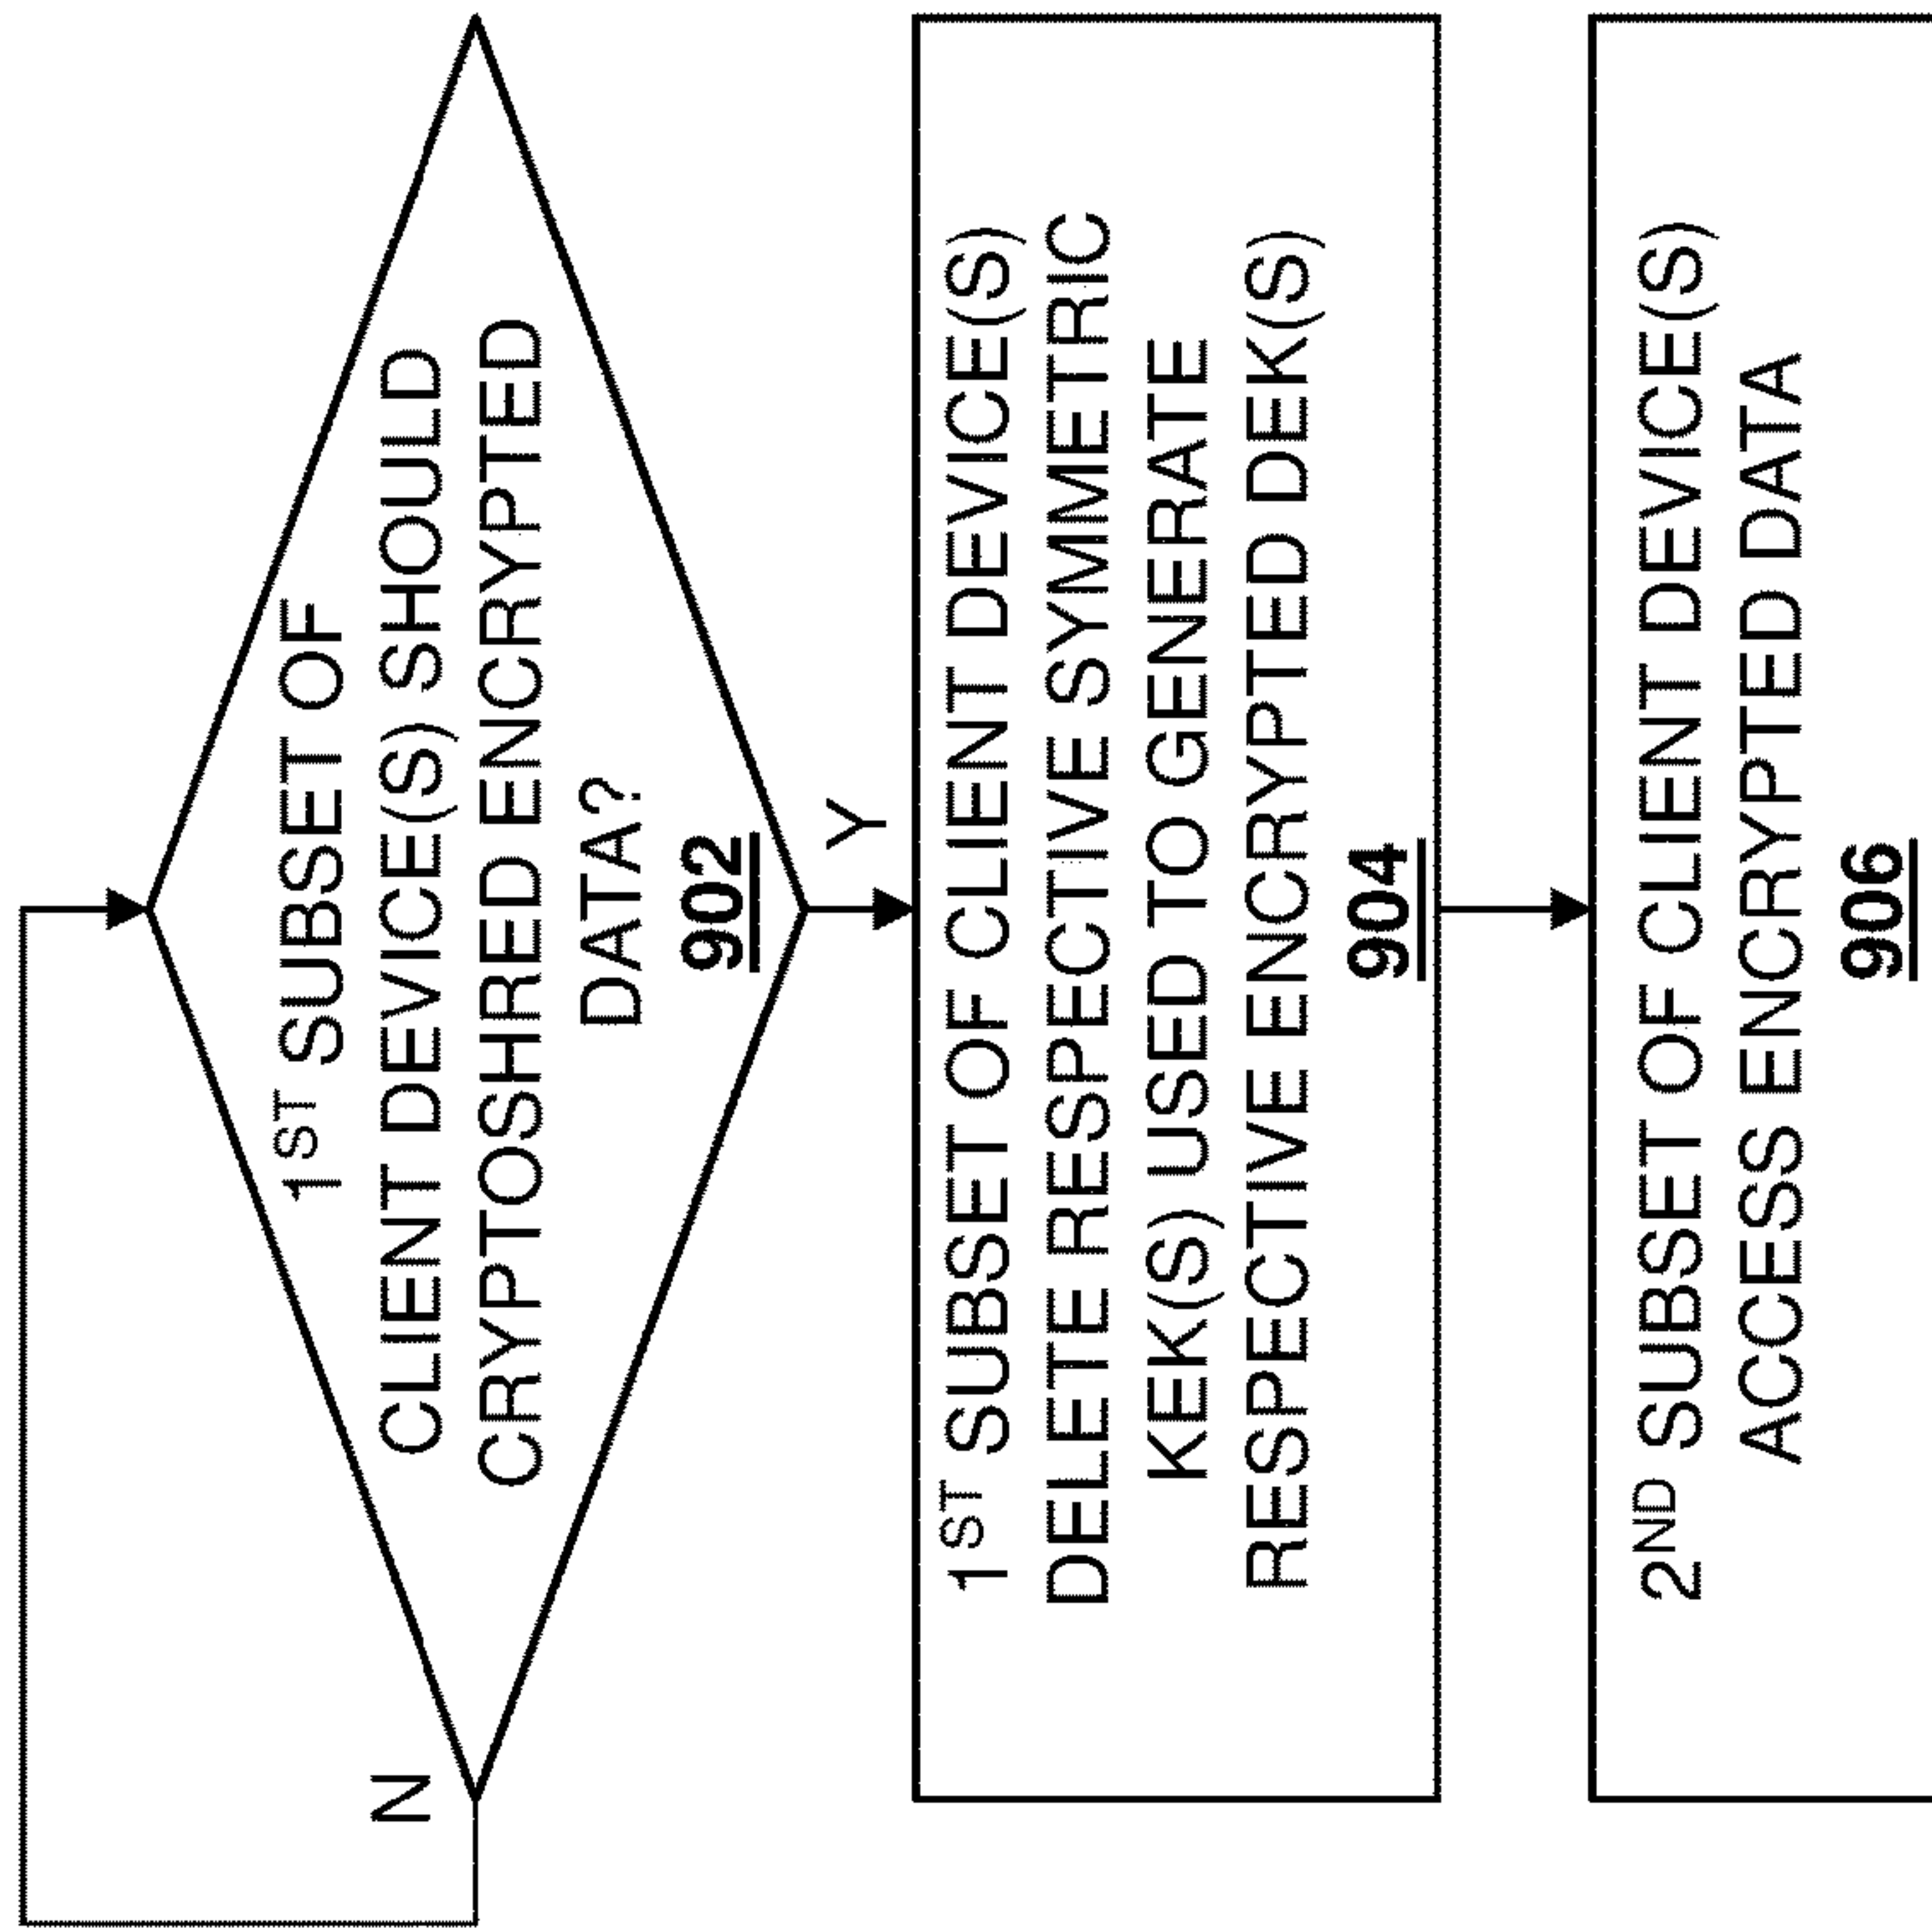 1ST SUBSET OF
CLIENT DEVICE(S) SHOULD
CRYPTOSHRED ENCRYPTED
DATA?
902
N
Y
1ST SUBSET OF CLIENT DEVICE(S)
DELETE RESPECTIVE SYMMETRIC
KEK(S) USED TO GENERATE
RESPECTIVE ENCRYPTED DEK(S)
904
2ND SUBSET OF CLIENT DEVICE(S)
ACCESS ENCRYPTED DATA
906